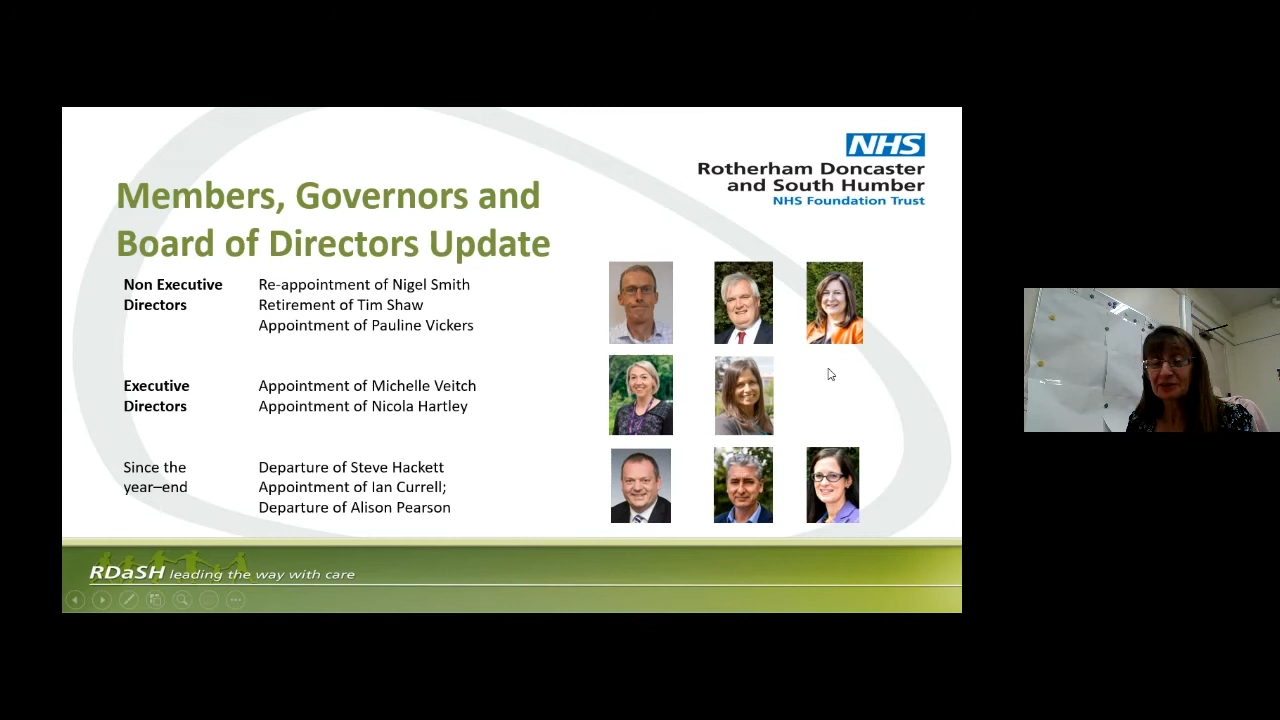 NHS
Rotherham Doncaster
and South Humber
NHS Foundation Trust
Members, Governors and
Board of Directors Update
Non Executive
Directors
Re-appointment of Nigel Smith
Retirement of Tim Shaw
Appointment of Pauline Vickers
Executive
Directors
Appointment of Michelle Veitch
Appointment of Nicola Hartley
Since the
year–end
Departure of Steve Hackett
Appointment of Ian Currell;
Departure of Alison Pearson
RDaSH leading the way with care